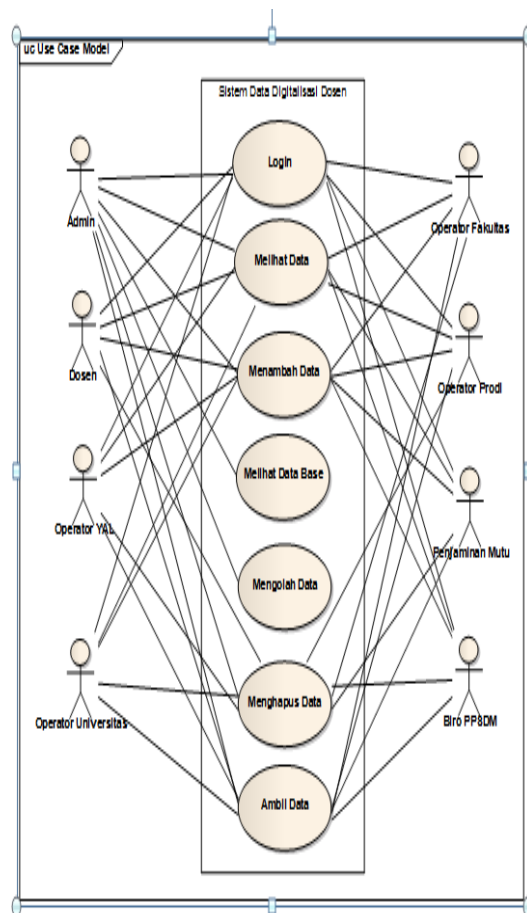 uc Use Case Model
Sistem Data Digitalisasi Dosen
Login
Admin
Operator Fakultas
Melihat Data
Dosen
Menambah Data
Operator Prodi
Melihat Data Base
Operator YAL
Penjaminan Mutu
Mengolah Data
Menghapus Data
Operator Universitas
Biro PPSDM
Ambil Data